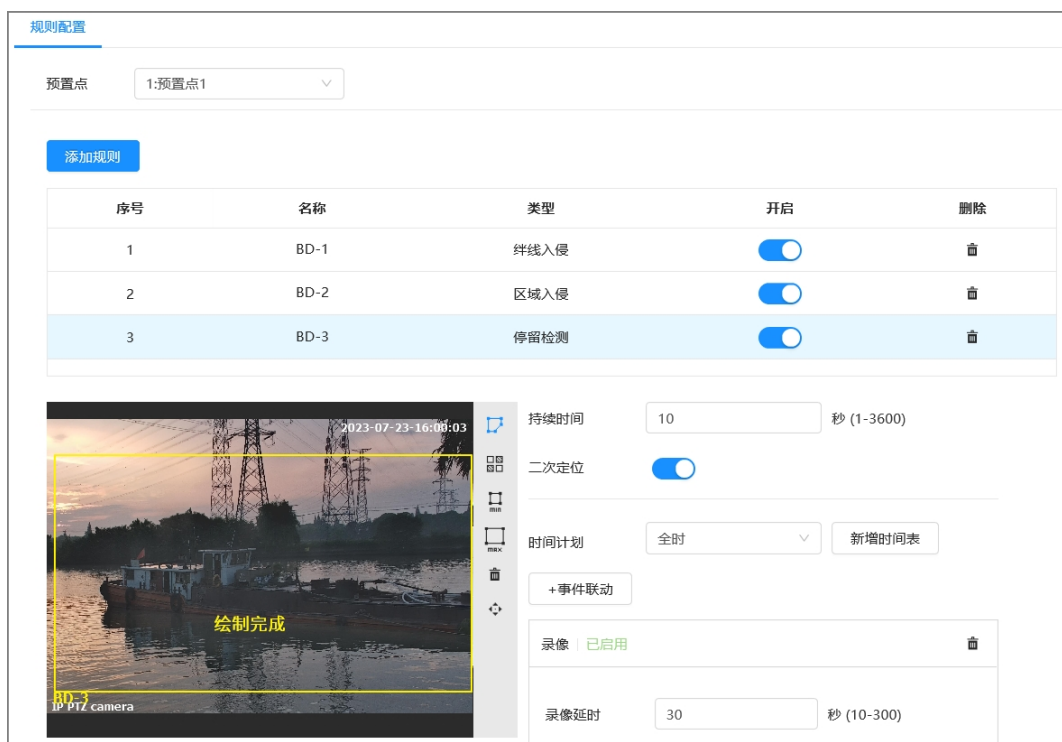 规则配置
预置点 1:预置点1
添加规则
序号 名称 类型 开启 删除
1 BD-1 绊线入侵
2 BD-2 区域入侵
3 BD-3 停留检测
2023-07-23-16:00:03
min
max
绘制完成
BD-3
IP PTZ camera
持续时间 10 秒 (1-3600)
二次定位
时间计划 全时 新增时间表
+事件联动
录像 已启用
录像延时 30 秒 (10-300)